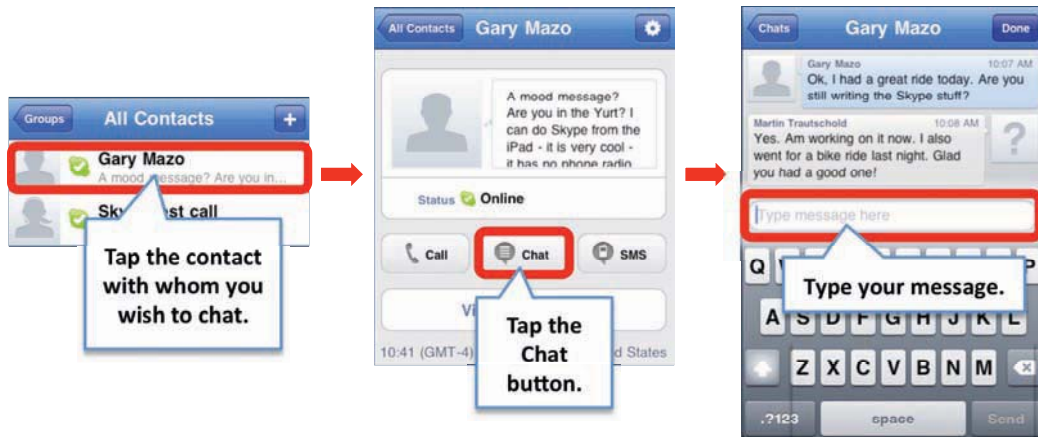 Groups
All Contacts
+
Gary Mazo
A mood message? Are you in...
Tap the contact
with whom you
wish to chat.
All Contacts
Gary Mazo
A mood message?
Are you in the Yurt? I
can do Skype from the
iPad - it is very cool -
it has no phone radio
Status Online
Call
Chat
SMS
Tap the
Chat
button.
10:41 (GMT-4)
States
Chats
Gary Mazo
Done
Gary Mazo 10:07 AM
Ok, I had a great ride today. Are you
still writing the Skype stuff?
Martin Trautschold 10:08 AM
Yes. Am working on it now. I also
went for a bike ride last night. Glad
you had a good one!
?
Type message here
Type your message.
Q P
A S D F G H J K L
Z X C V B N M
.?123 space Send